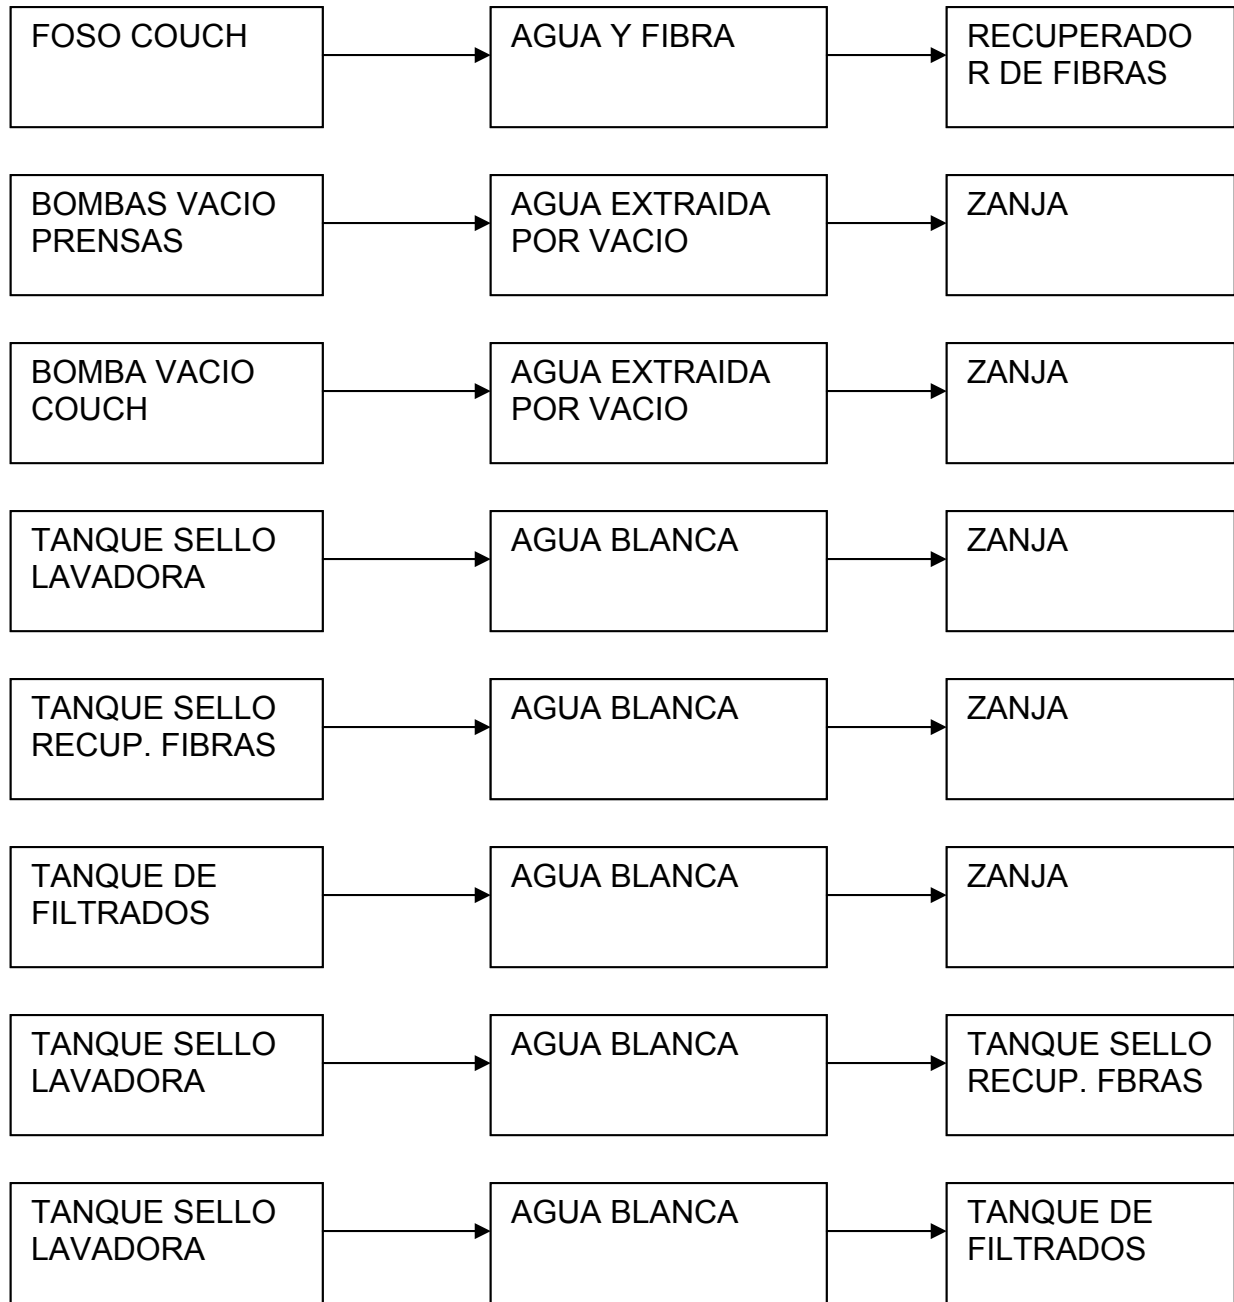 FOSO COUCH
AGUA Y FIBRA
RECUPERADO
R DE FIBRAS
BOMBAS VACIO
PRENSAS
AGUA EXTRAIDA
POR VACIO
ZANJA
BOMBA VACIO
COUCH
AGUA EXTRAIDA
POR VACIO
ZANJA
TANQUE SELLO
LAVADORA
AGUA BLANCA
ZANJA
TANQUE SELLO
RECUP. FIBRAS
AGUA BLANCA
ZANJA
TANQUE DE
FILTRADOS
AGUA BLANCA
ZANJA
TANQUE SELLO
LAVADORA
AGUA BLANCA
TANQUE SELLO
RECUP. FBRAS
TANQUE SELLO
LAVADORA
AGUA BLANCA
TANQUE DE
FILTRADOS